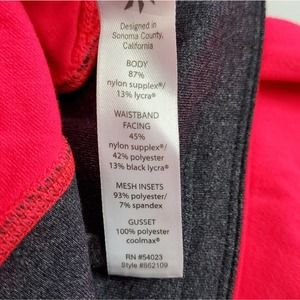 Designed in
Sonoma County,
California
BODY
87%
nylon supplex®/
13% lycra®
WAISTBAND
FACING
45%
nylon supplex®/
42% polyester
13% black lycra®
MESH INSETS
93% polyester/
7% spandex
GUSSET
100% polyester
coolmax®
RN #54023
Style #862109